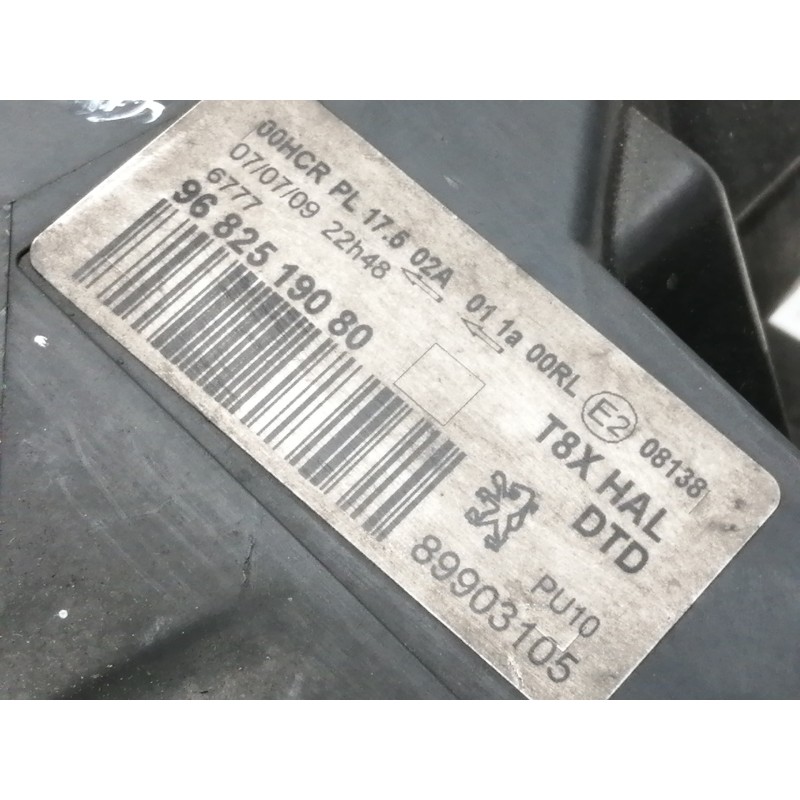 00HCR PL 17.6 02A 01 1a 00RL E2 08138
07/07/09 22h48
6777
96 825 190 80
T8X HAL
DTD
PU10
89903105